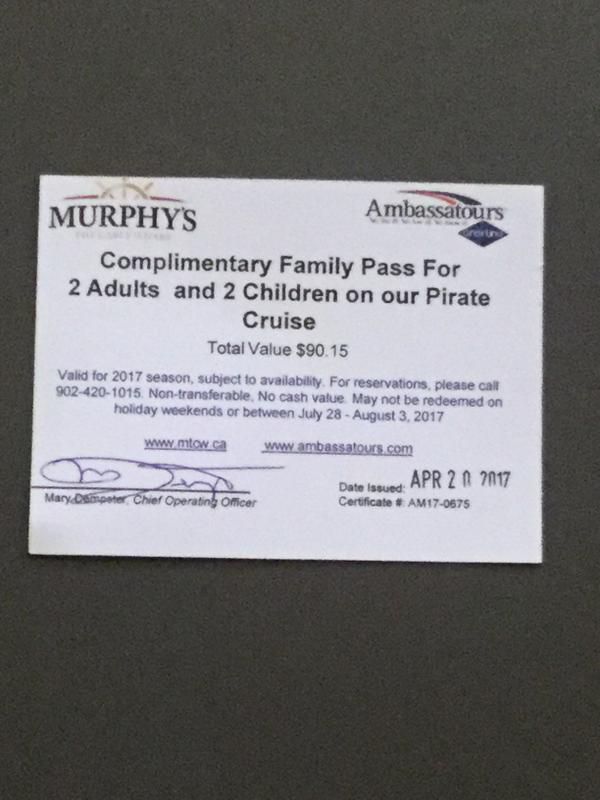 MURPHY'S
Ambassatours
Complimentary Family Pass For
2 Adults and 2 Children on our Pirate
Cruise
Total Value $90.15
Valid for 2017 season, subject to availability. For reservations, please call
902-420-1015. Non-transferable. No cash value. May not be redeemed on
holiday weekends or between July 28 - August 3, 2017
www.mtcw.ca www.ambassatours.com
Mary Dempster, Chief Operating Officer
Date Issued: APR 20 2017
Certificate #: AM17-0675